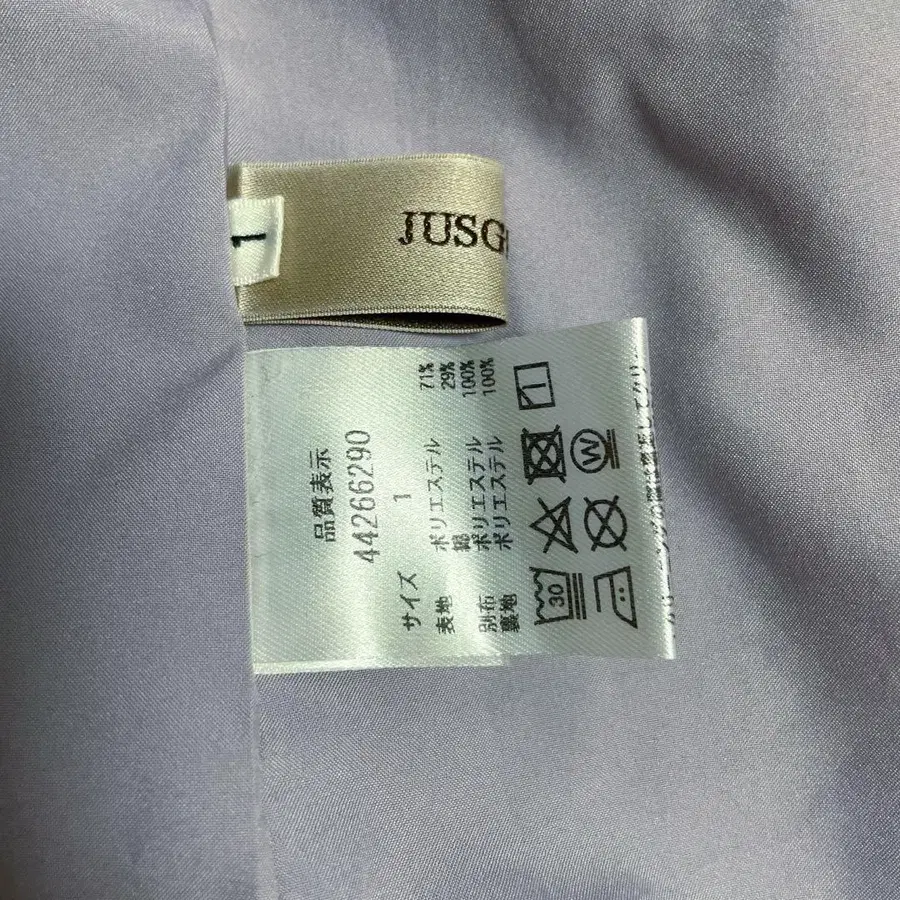 JUSG
1
品質表示
44266290
サイズ 1
表地 ポリエステル 71%
綿 29%
別布 ポリエステル 100%
裏地 ポリエステル 100%
30
W